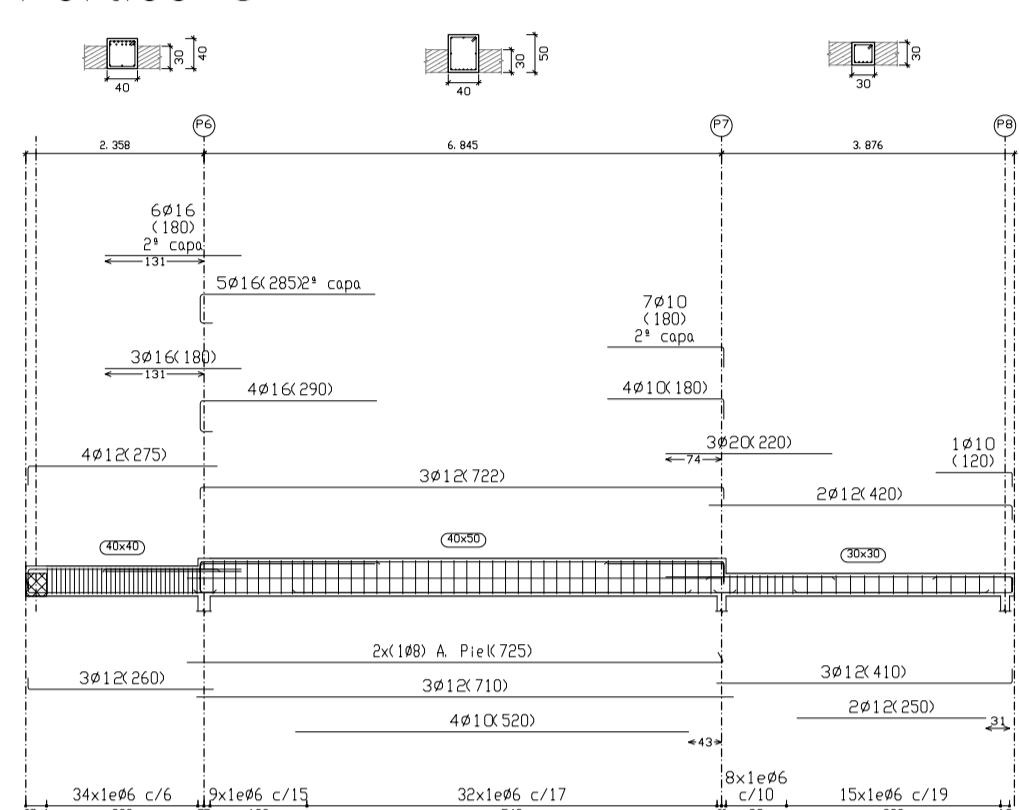 30
40
40
30
50
40
30
30
P6
P7
P8
2.358
6.845
3.876
6Ø16
(180)
2ª capa
131
5Ø16(285)2ª capa
7Ø10
(180)
2ª capa
3Ø16(180)
131
4Ø16(290)
4Ø10(180)
3Ø20(220)
74
1Ø10
(120)
4Ø12(275)
3Ø12(722)
2Ø12(420)
40x40
40x50
30x30
2x(1Ø8) A. Piel(725)
3Ø12(260)
3Ø12(710)
3Ø12(410)
4Ø10(520)
43
2Ø12(250)
31
34x1eØ6 c/6
9x1eØ6 c/15
32x1eØ6 c/17
8x1eØ6
c/10
15x1eØ6 c/19